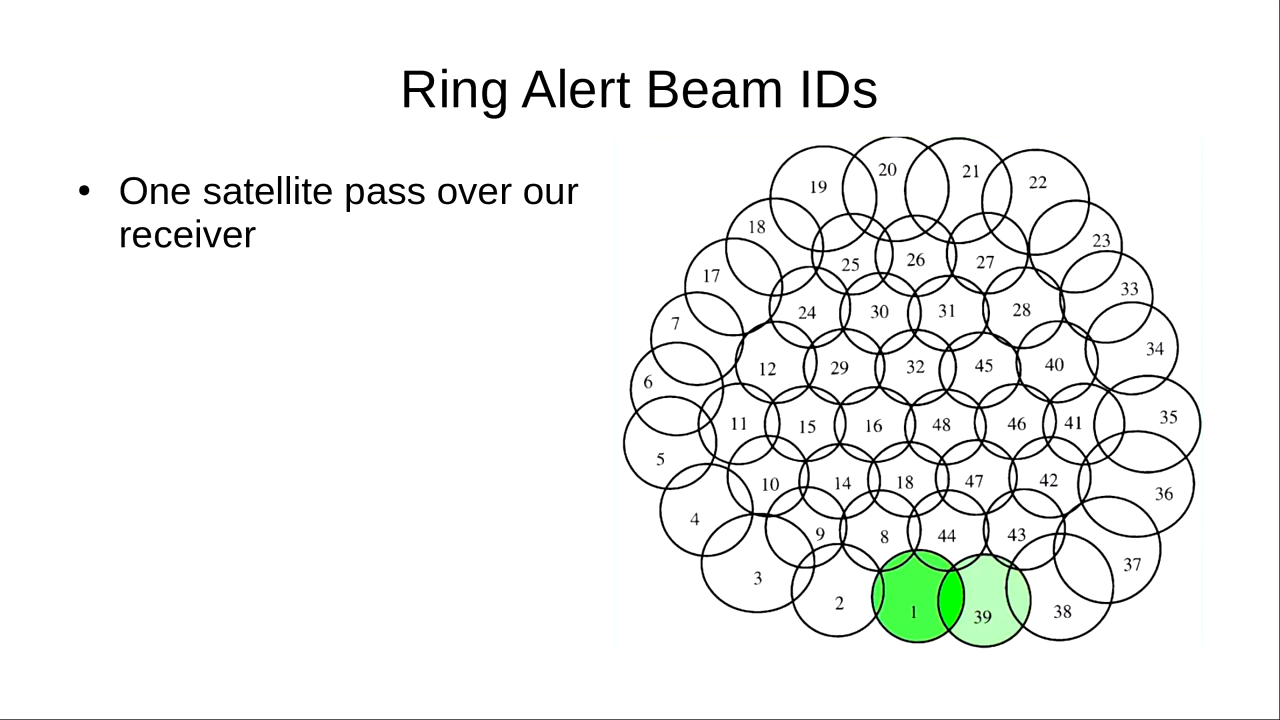 Ring Alert Beam IDs
• One satellite pass over our
receiver
20 21
19 22
18 23
25 26 27
17 33
24 30 31 28
7 34
12 29 32 45 40
6
11 15 16 48 46 41 35
5
10 14 18 47 42 36
4
9 8 44 43
3 37
2 1 39 38